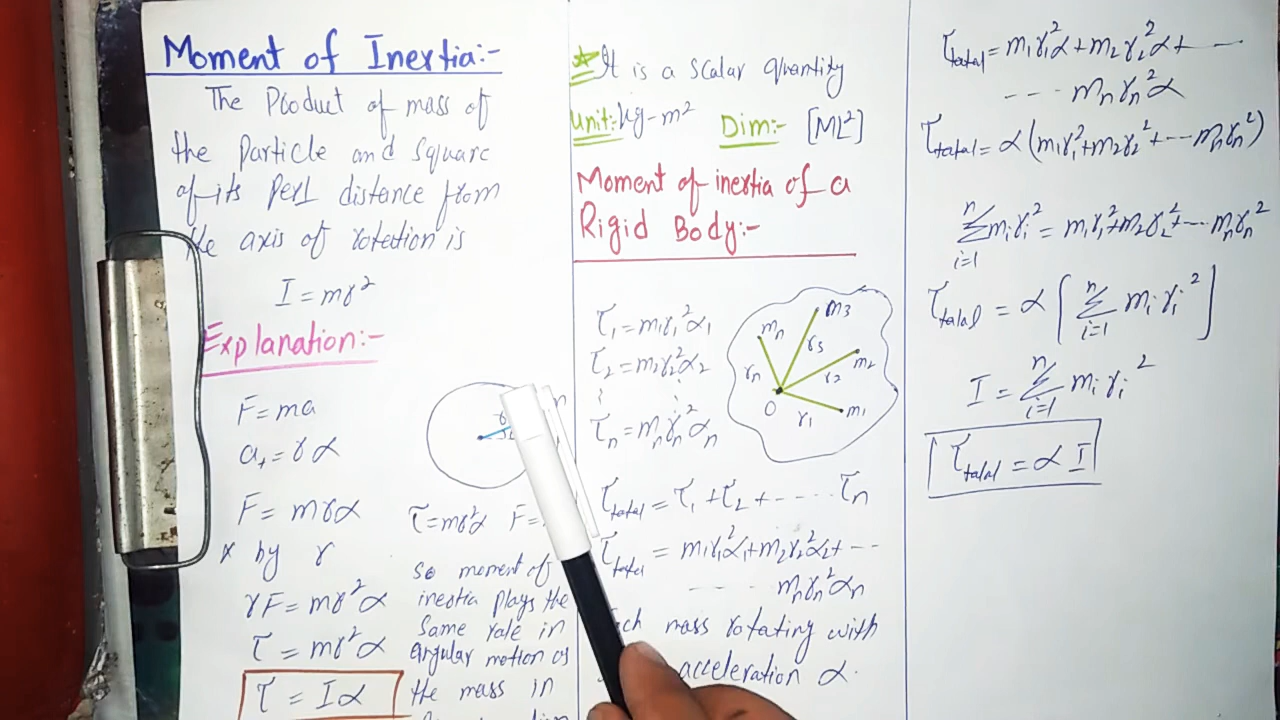 Moment of Inertia:-
The Product of mass of
the particle and square
of its Per⊥ distance from
the axis of rotection is
I = mr²
Explanation:-
F = ma
aₜ = rα
F = mrα
× by r
rF = mr²α
τ = mr²α
τ = Iα
r
τ = mr²α F =
so moment of
inertia plays the
Same role in
angular motion as
the mass in
It is a scalar quantity
Unit:- kg-m² Dim:- [ML²]
Moment of inertia of a
Rigid Body:-
τ₁ = m₁r₁²α₁
τ₂ = m₂r₂²α₂
τₙ = mₙrₙ²αₙ
mₙ
m₃
rₙ
r₃
m₂
r₂
O
r₁
m₁
τtotal = τ₁ + τ₂ + ----- τₙ
τtotal = m₁r₁²α₁ + m₂r₂²α₂ + ---
---- mₙrₙ²αₙ
mass rotating with
acceleration α.
τtotal = m₁r₁²α + m₂r₂²α + ---
---- mₙrₙ²α
τtotal = α (m₁r₁² + m₂r₂² + --- mₙrₙ²)
ⁿ∑ᵢ₌₁ mᵢrᵢ² = m₁r₁² + m₂r₂² + --- mₙrₙ²
τtotal = α [ⁿ∑ᵢ₌₁ mᵢrᵢ²]
I = ⁿ∑ᵢ₌₁ mᵢrᵢ²
τtotal = α I